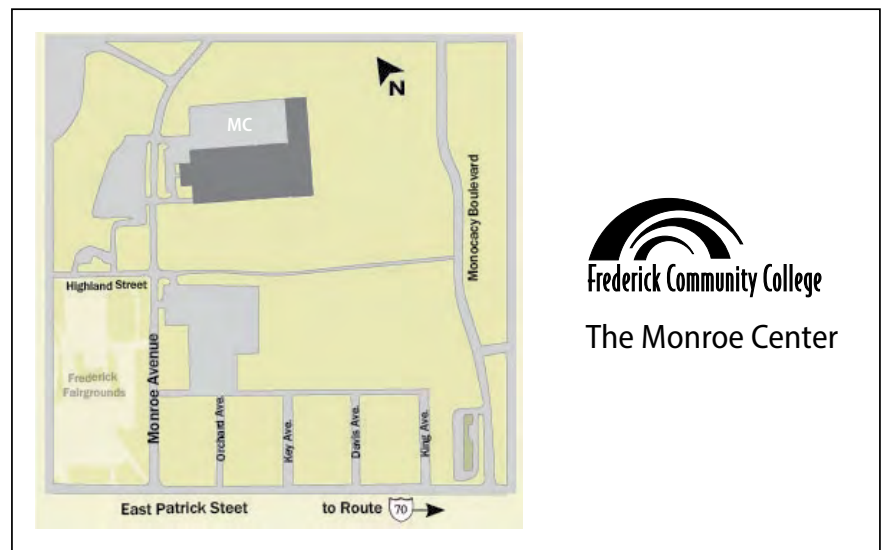 N
MC
Monocacy Boulevard
Highland Street
Frederick
Fairgrounds
Monroe Avenue
Orchard Ave.
Key Ave.
Davis Ave.
King Ave.
East Patrick Steet
to Route 70
Frederick Community College
The Monroe Center